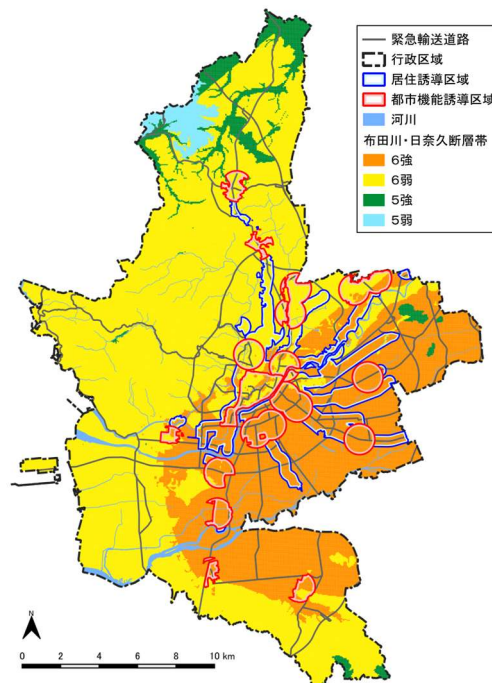 緊急輸送道路
行政区域
居住誘導区域
都市機能誘導区域
河川
布田川・日奈久断層帯
6強
6弱
5強
5弱
N
0 2 4 6 8 10 km